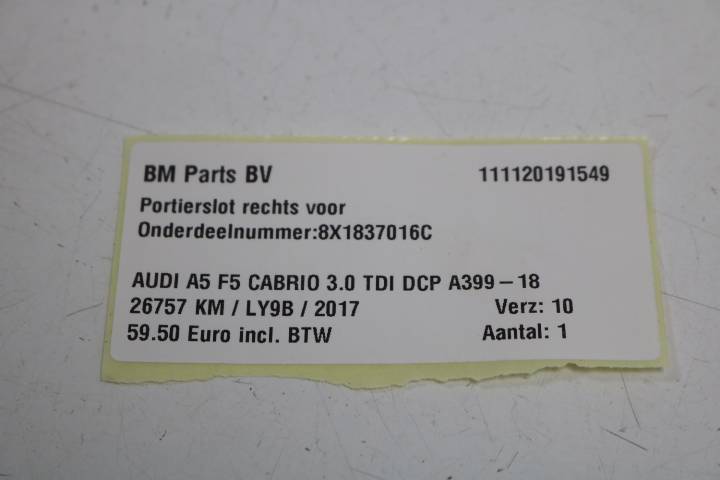 BM Parts BV 111120191549
Portierslot rechts voor
Onderdeelnummer:8X1837016C
AUDI A5 F5 CABRIO 3.0 TDI DCP A399-18
26757 KM / LY9B / 2017 Verz: 10
59.50 Euro incl. BTW Aantal: 1